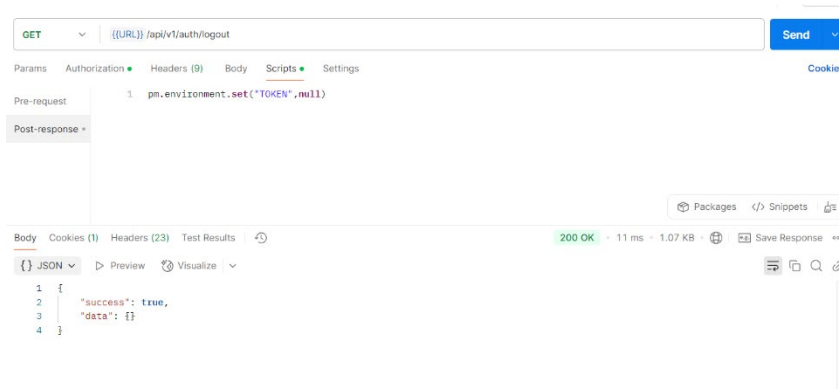 GET {{URL}} /api/v1/auth/logout Send
Params Authorization Headers (9) Body Scripts Settings Cookie
Pre-request
1 pm.environment.set("TOKEN",null)
Post-response
Packages </> Snippets
Body Cookies (1) Headers (23) Test Results 200 OK 11 ms 1.07 KB e.g. Save Response
{} JSON Preview Visualize
1 {
2 "success": true,
3 "data": {}
4 }